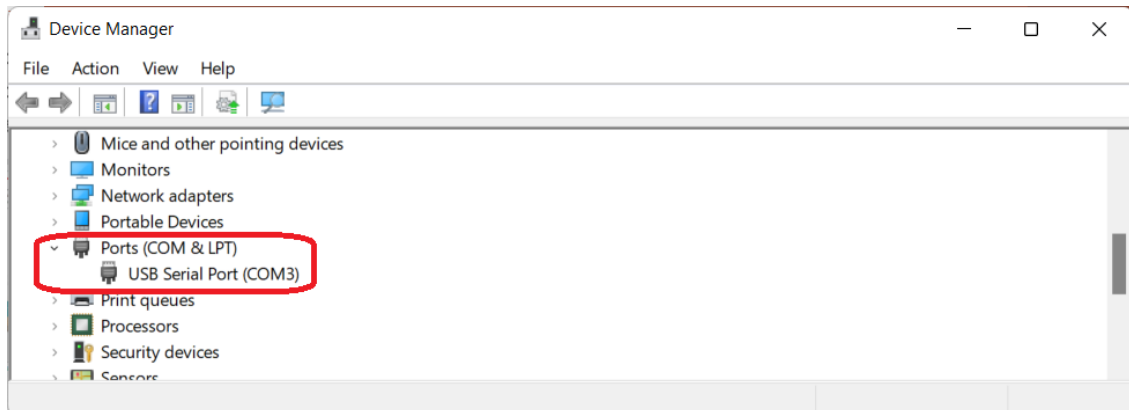 Device Manager
File Action View Help
Mice and other pointing devices
Monitors
Network adapters
Portable Devices
Ports (COM & LPT)
USB Serial Port (COM3)
Print queues
Processors
Security devices
Sensors